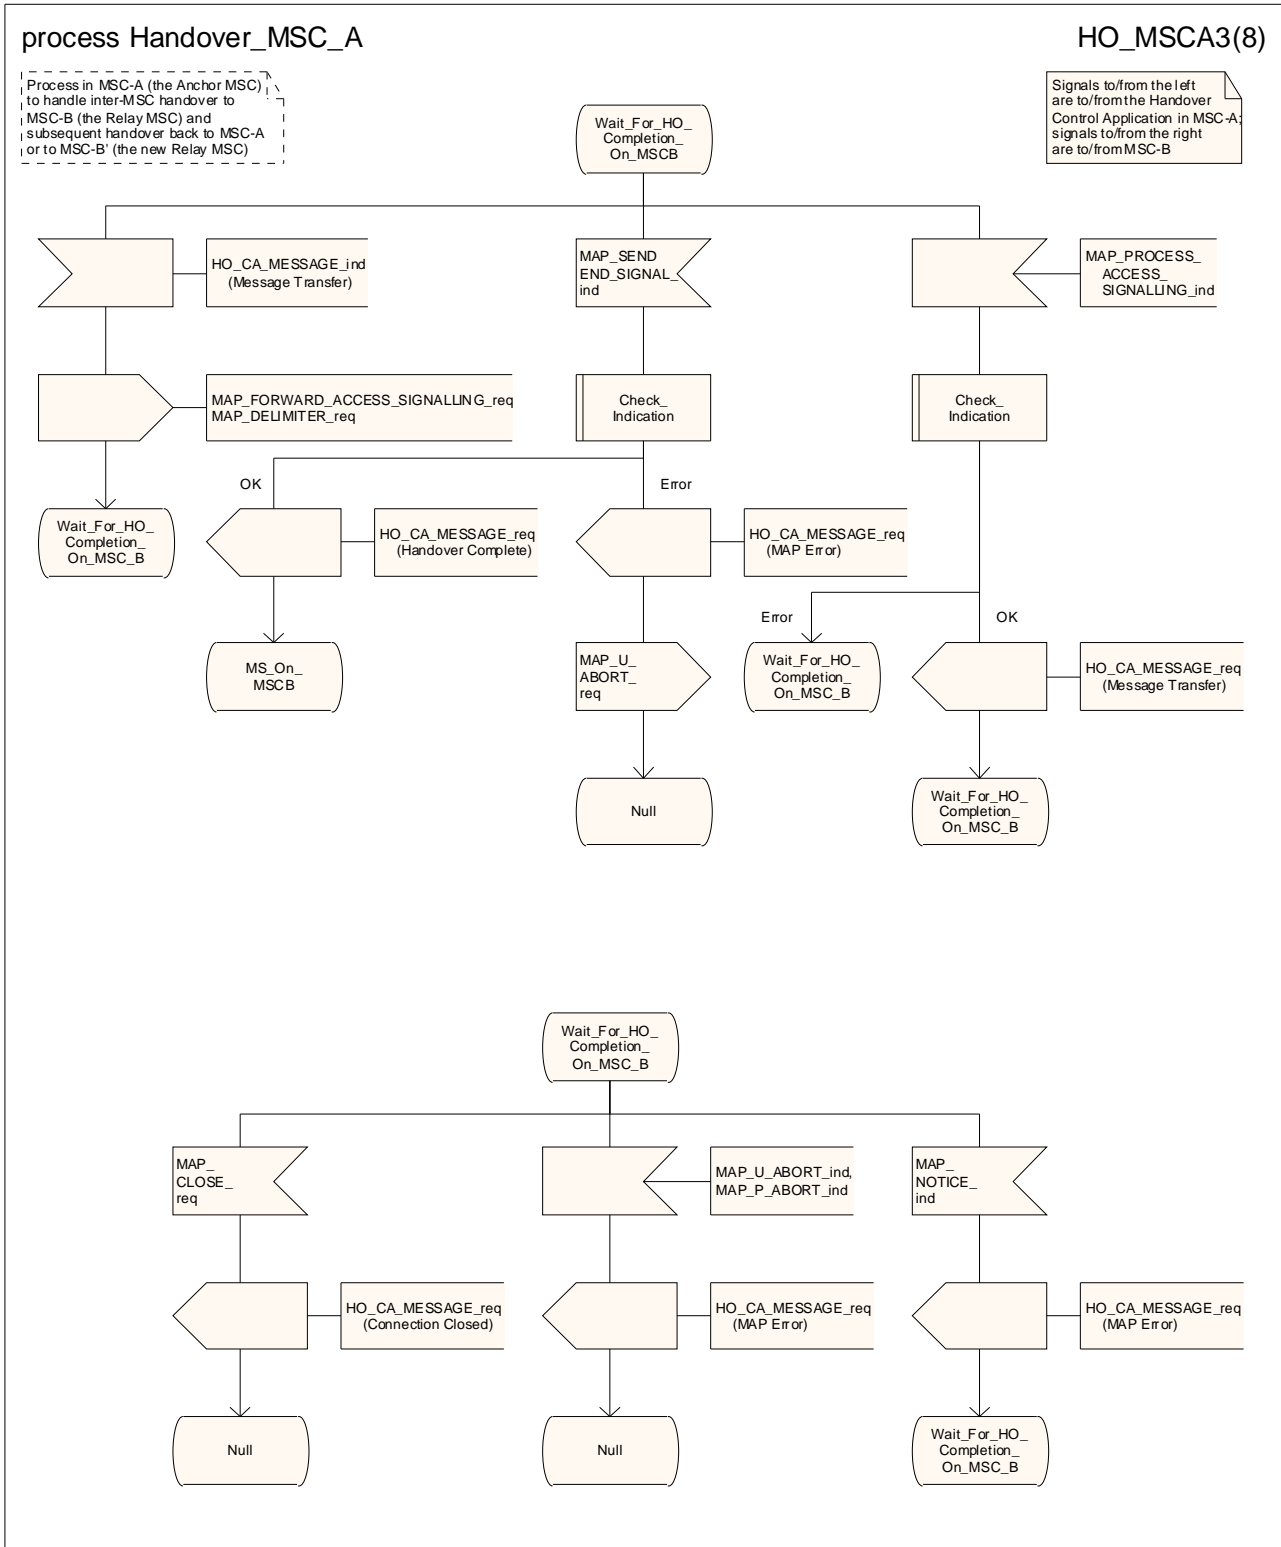 process Handover_MSC_A
HO_MSCA3(8)
Process in MSC-A (the Anchor MSC)
to handle inter-MSC handover to
MSC-B (the Relay MSC) and
subsequent handover back to MSC-A
or to MSC-B' (the new Relay MSC)
Signals to/from the left
are to/from the Handover
Control Application in MSC-A;
signals to/from the right
are to/from MSC-B
Wait_For_HO_
Completion_
On_MSCB
HO_CA_MESSAGE_ind
(Message Transfer)
MAP_SEND
END_SIGNAL_
ind
MAP_PROCESS_
ACCESS_
SIGNALLING_ind
MAP_FORWARD_ACCESS_SIGNALLING_req
MAP_DELIMITER_req
Check_
Indication
Check_
Indication
OK
Error
Wait_For_HO_
Completion_
On_MSC_B
HO_CA_MESSAGE_req
(Handover Complete)
HO_CA_MESSAGE_req
(MAP Error)
Error
OK
MS_On_
MSCB
MAP_U_
ABORT_
req
Wait_For_HO_
Completion_
On_MSC_B
HO_CA_MESSAGE_req
(Message Transfer)
Null
Wait_For_HO_
Completion_
On_MSC_B
Wait_For_HO_
Completion_
On_MSC_B
MAP_
CLOSE_
req
MAP_U_ABORT_ind,
MAP_P_ABORT_ind
MAP_
NOTICE_
ind
HO_CA_MESSAGE_req
(Connection Closed)
HO_CA_MESSAGE_req
(MAP Error)
HO_CA_MESSAGE_req
(MAP Error)
Null
Null
Wait_For_HO_
Completion_
On_MSC_B